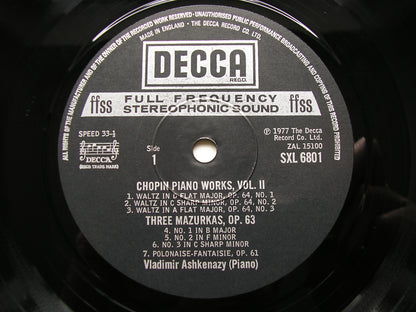 ALL RIGHTS OF THE MANUFACTURER AND OF THE OWNER OF THE RECORDED WORK RESERVED · UNAUTHORISED PUBLIC PERFORMANCE BROADCASTING AND COPYING OF THIS RECORD PROHIBITED
MADE IN ENGLAND · THE DECCA RECORD CO. LTD.
DECCA
REGD.
ffss FULL FREQUENCY ffss
STEREOPHONIC SOUND
SPEED 33⅓
DECCA
Side
1
℗ 1977 The Decca
Record Co. Ltd.
ZAL 15100
SXL 6801
CHOPIN PIANO WORKS, VOL. II
1. WALTZ IN D FLAT MAJOR, OP. 64, NO. 1
2. WALTZ IN C SHARP MINOR, OP. 64, NO. 2
3. WALTZ IN A FLAT MAJOR, OP. 64, NO. 3
THREE MAZURKAS, OP. 63
4. NO. 1 IN B MAJOR
5. NO. 2 IN F MINOR
6. NO. 3 IN C SHARP MINOR
7. POLONAISE-FANTAISIE, OP. 61
Vladimir Ashkenazy (Piano)